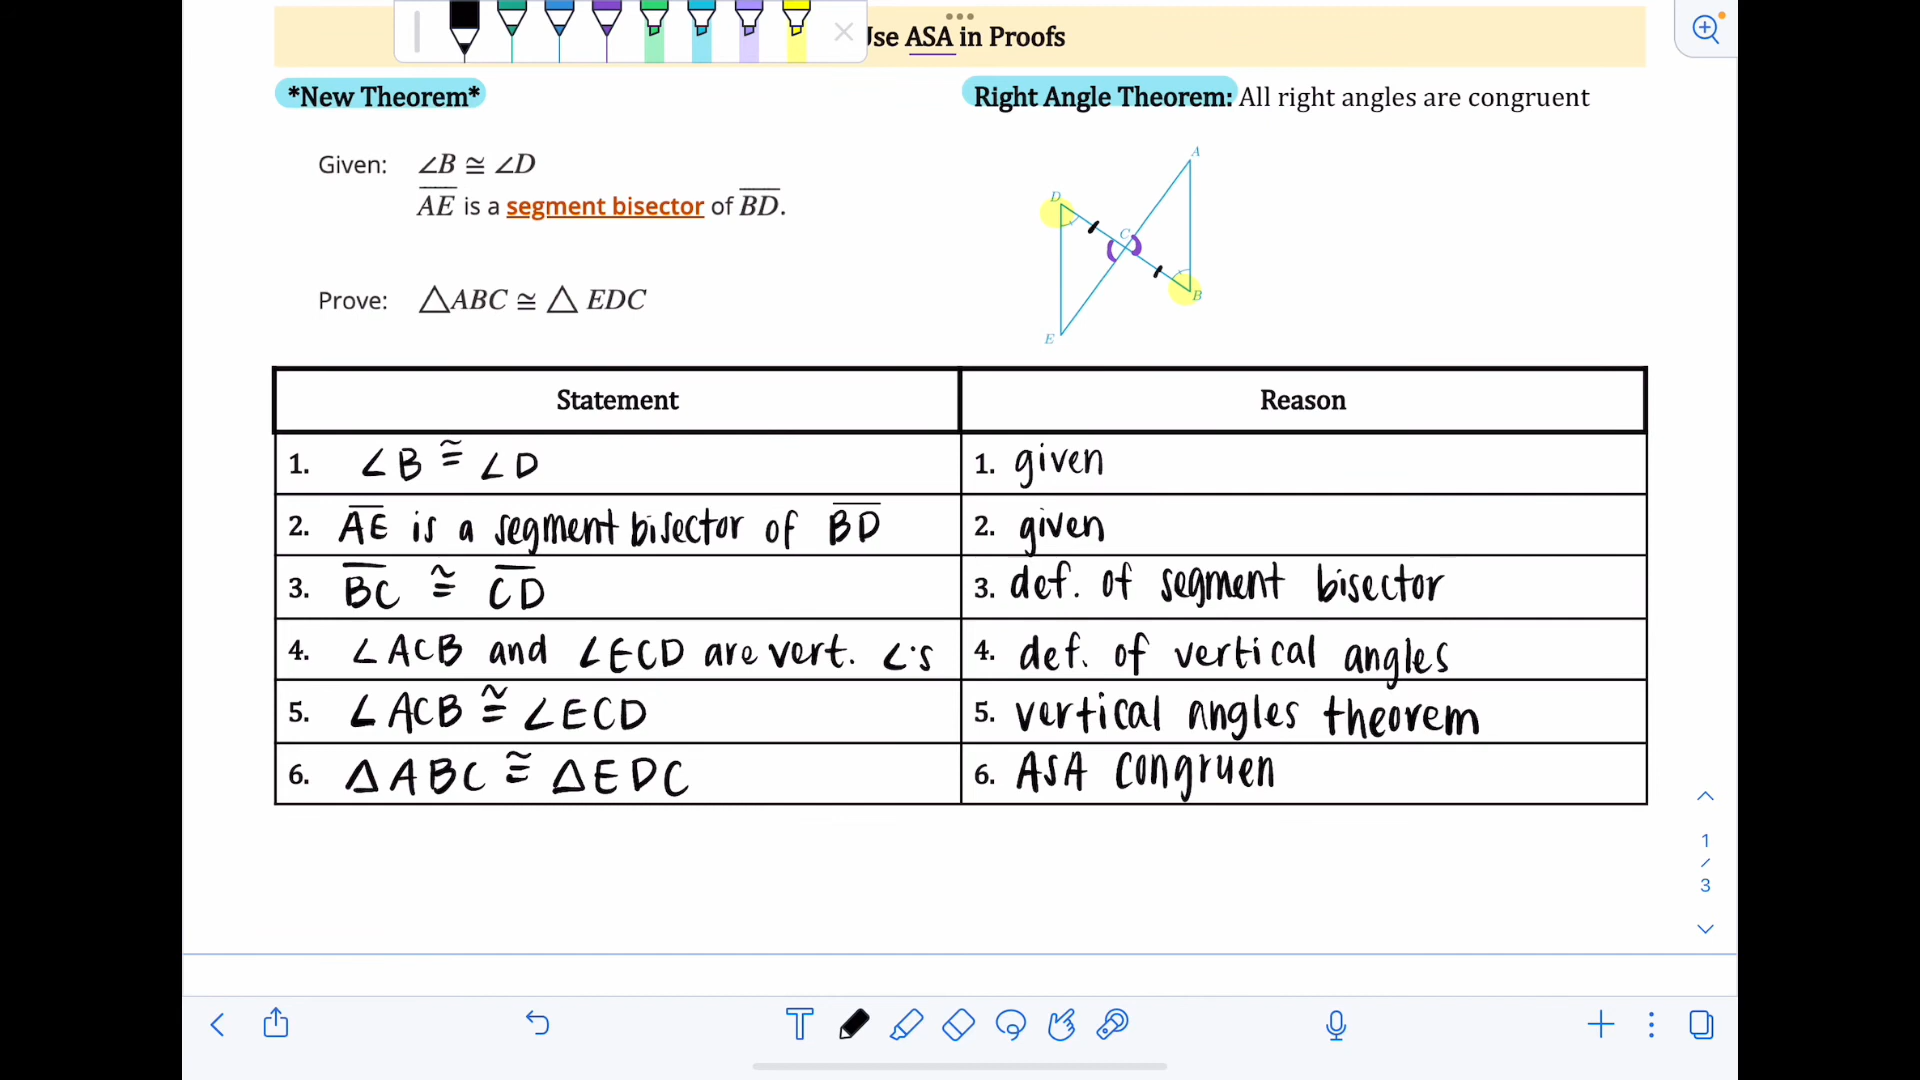 Use ASA in Proofs
*New Theorem*
Right Angle Theorem: All right angles are congruent
Given: ∠B ≅ ∠D
AE is a segment bisector of BD.
Prove: △ABC ≅ △ EDC
A
D
C
B
E
Statement
Reason
1. ∠B ≅ ∠D
1. given
2. AE is a segment bisector of BD
2. given
3. BC ≅ CD
3. def. of segment bisector
4. ∠ACB and ∠ECD are vert. ∠'s
4. def. of vertical angles
5. ∠ACB ≅ ∠ECD
5. vertical angles theorem
6. △ABC ≅ △EDC
6. ASA congruen
1
/
3